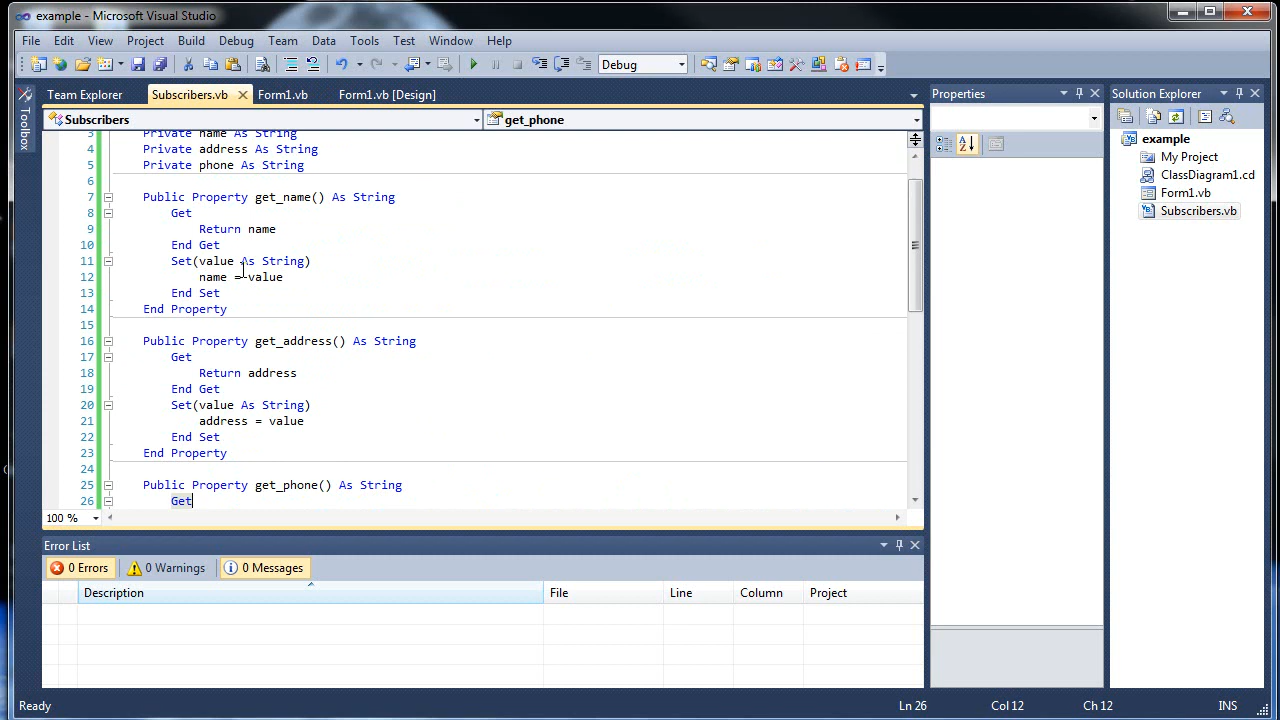 example - Microsoft Visual Studio
File Edit View Project Build Debug Team Data Tools Test Window Help
Debug
Team Explorer Subscribers.vb Form1.vb Form1.vb [Design]
Toolbox
Subscribers get_phone
3 Private name As String
4 Private address As String
5 Private phone As String
6
7 Public Property get_name() As String
8 Get
9 Return name
10 End Get
11 Set(value As String)
12 name = value
13 End Set
14 End Property
15
16 Public Property get_address() As String
17 Get
18 Return address
19 End Get
20 Set(value As String)
21 address = value
22 End Set
23 End Property
24
25 Public Property get_phone() As String
26 Get
100 %
Error List
0 Errors 0 Warnings 0 Messages
Description File Line Column Project
Properties
Solution Explorer
example
My Project
ClassDiagram1.cd
Form1.vb
Subscribers.vb
Ready Ln 26 Col 12 Ch 12 INS